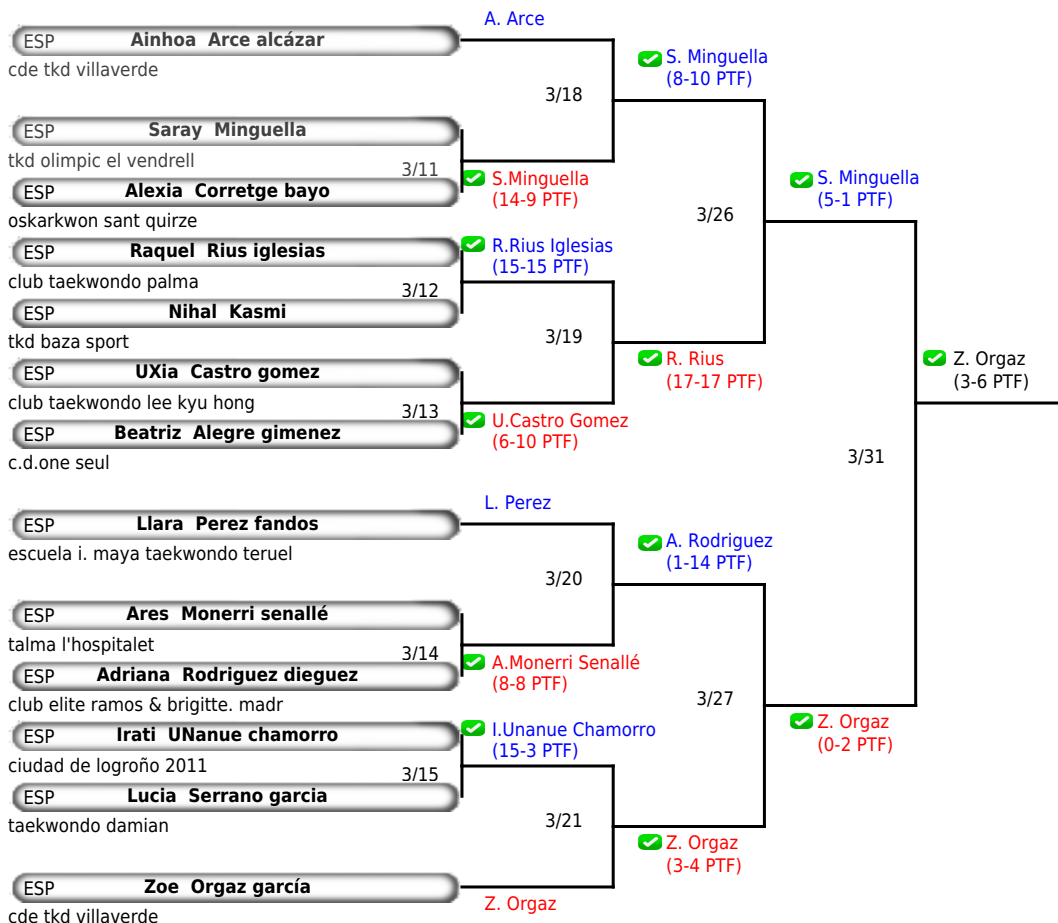 A. Arce
ESP Ainhoa Arce alcázar
cde tkd villaverde
S. Minguella
(8-10 PTF)
3/18
ESP Saray Minguella
tkd olimpic el vendrell
3/11
S.Minguella
(14-9 PTF)
S. Minguella
(5-1 PTF)
ESP Alexia Corretge bayo
oskarkwon sant quirze
3/26
ESP Raquel Rius iglesias
R.Rius Iglesias
(15-15 PTF)
club taekwondo palma
3/12
ESP Nihal Kasmi
tkd baza sport
3/19
R. Rius
(17-17 PTF)
Z. Orgaz
(3-6 PTF)
ESP UXia Castro gomez
club taekwondo lee kyu hong
3/13
U.Castro Gomez
(6-10 PTF)
ESP Beatriz Alegre gimenez
c.d.one seul
3/31
L. Perez
ESP Llara Perez fandos
escuela i. maya taekwondo teruel
A. Rodriguez
(1-14 PTF)
3/20
ESP Ares Monerri senallé
talma l'hospitalet
3/14
A.Monerri Senallé
(8-8 PTF)
ESP Adriana Rodriguez dieguez
club elite ramos & brigitte. madr
3/27
ESP Irati UNanue chamorro
I.Unanue Chamorro
(15-3 PTF)
Z. Orgaz
(0-2 PTF)
ciudad de logroño 2011
3/15
ESP Lucia Serrano garcia
taekwondo damian
3/21
Z. Orgaz
(3-4 PTF)
ESP Zoe Orgaz garcía
Z. Orgaz
cde tkd villaverde